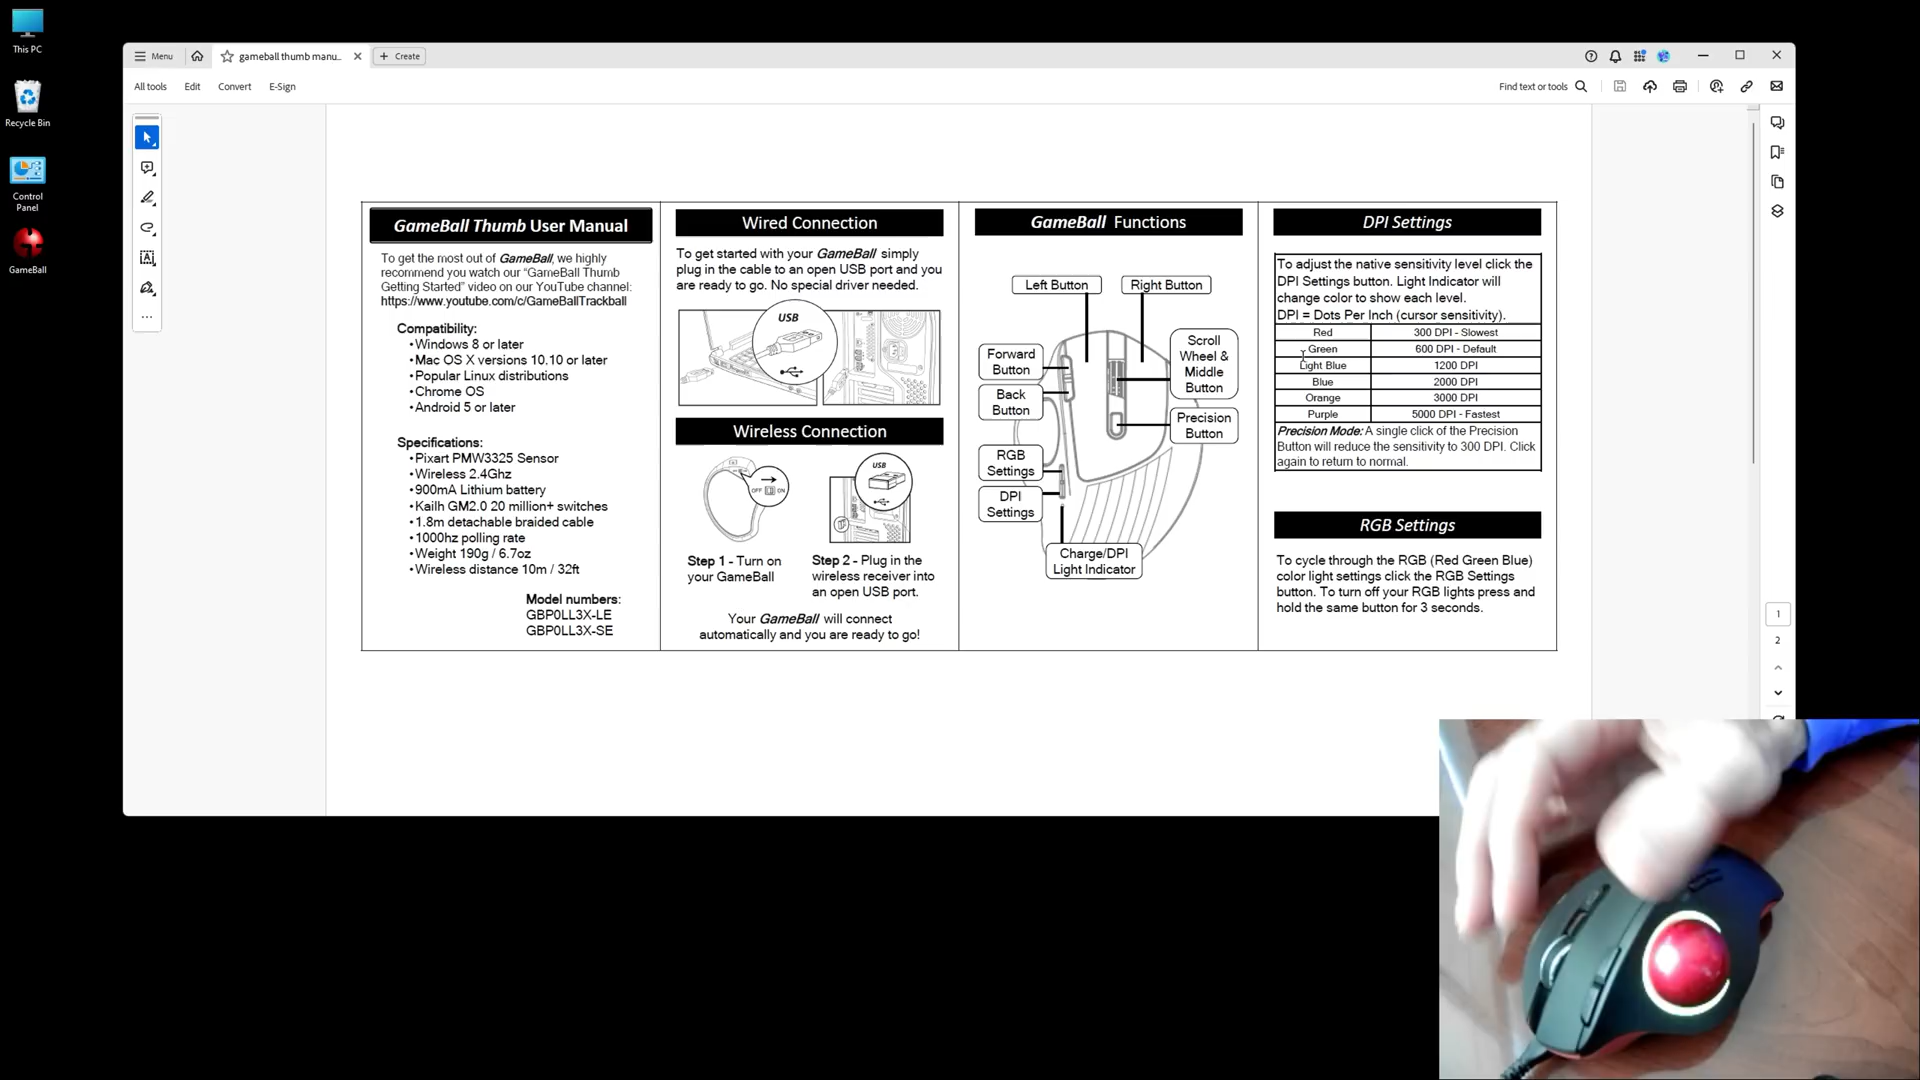 This PC
Recycle Bin
Control
Panel
GameBall
Menu
gameball thumb manu...
Create
All tools
Edit
Convert
E-Sign
Find text or tools
GameBall Thumb User Manual
To get the most out of GameBall, we highly
recommend you watch our “GameBall Thumb
Getting Started” video on our YouTube channel:
https://www.youtube.com/c/GameBallTrackball
Compatibility:
•Windows 8 or later
•Mac OS X versions 10.10 or later
•Popular Linux distributions
•Chrome OS
•Android 5 or later
Specifications:
•Pixart PMW3325 Sensor
•Wireless 2.4Ghz
•900mA Lithium battery
•Kailh GM2.0 20 million+ switches
•1.8m detachable braided cable
•1000hz polling rate
•Weight 190g / 6.7oz
•Wireless distance 10m / 32ft
Model numbers:
GBP0LL3X-LE
GBP0LL3X-SE
Wired Connection
To get started with your GameBall simply
plug in the cable to an open USB port and you
are ready to go. No special driver needed.
USB
Wireless Connection
OFF ON
USB
Step 1 - Turn on
your GameBall
Step 2 - Plug in the
wireless receiver into
an open USB port.
Your GameBall will connect
automatically and you are ready to go!
GameBall Functions
Left Button
Right Button
Forward
Button
Back
Button
Scroll
Wheel &
Middle
Button
Precision
Button
RGB
Settings
DPI
Settings
Charge/DPI
Light Indicator
DPI Settings
To adjust the native sensitivity level click the
DPI Settings button. Light Indicator will
change color to show each level.
DPI = Dots Per Inch (cursor sensitivity).
Red 300 DPI - Slowest
Green 600 DPI - Default
Light Blue 1200 DPI
Blue 2000 DPI
Orange 3000 DPI
Purple 5000 DPI - Fastest
Precision Mode: A single click of the Precision
Button will reduce the sensitivity to 300 DPI. Click
again to return to normal.
RGB Settings
To cycle through the RGB (Red Green Blue)
color light settings click the RGB Settings
button. To turn off your RGB lights press and
hold the same button for 3 seconds.
1
2